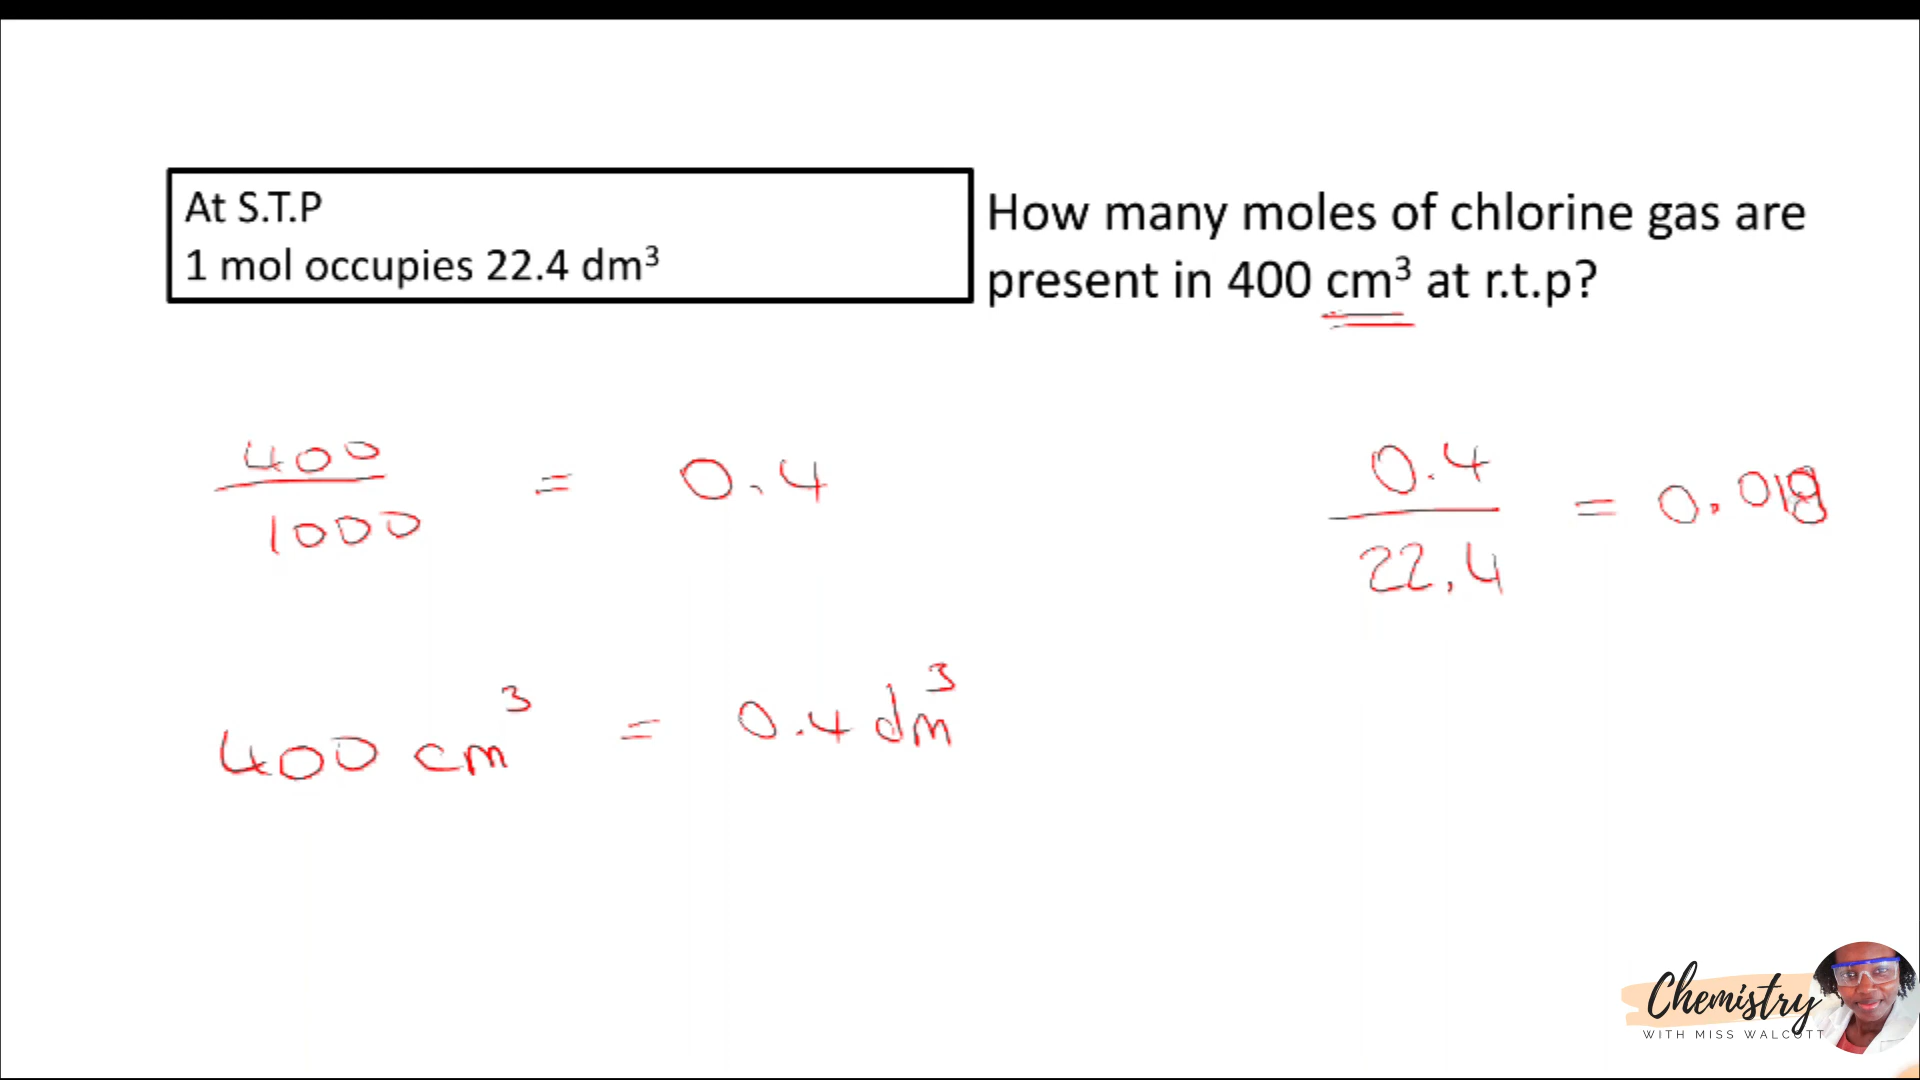 At S.T.P
1 mol occupies 22.4 dm³
How many moles of chlorine gas are
present in 400 cm³ at r.t.p?
400
1000
= 0.4
0.4
22.4
= 0.018
400 cm³ = 0.4 dm³
Chemistry
WITH MISS WALCOTT